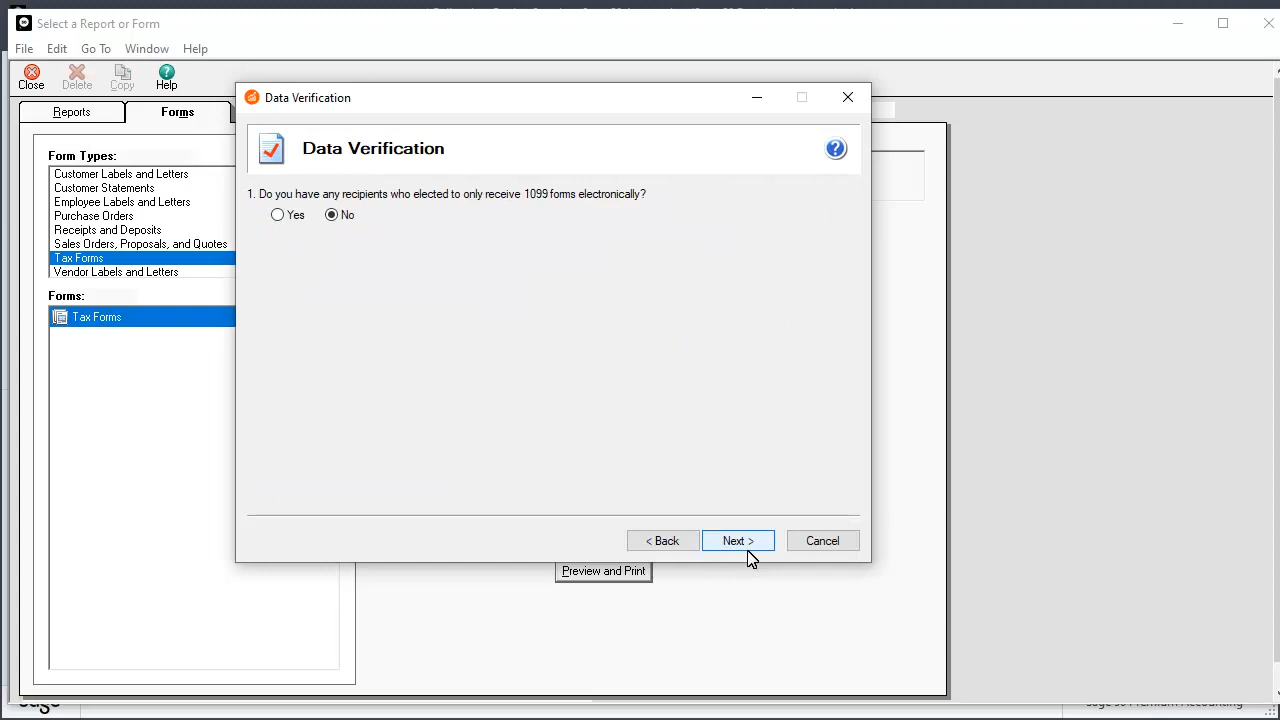 Select a Report or Form
File Edit Go To Window Help
Close Delete Copy Help
Reports Forms
Form Types:
Customer Labels and Letters
Customer Statements
Employee Labels and Letters
Purchase Orders
Receipts and Deposits
Sales Orders, Proposals, and Quotes
Tax Forms
Vendor Labels and Letters
Forms:
Tax Forms
Data Verification
Data Verification
1. Do you have any recipients who elected to only receive 1099 forms electronically?
Yes No
< Back Next > Cancel
Preview and Print
sage